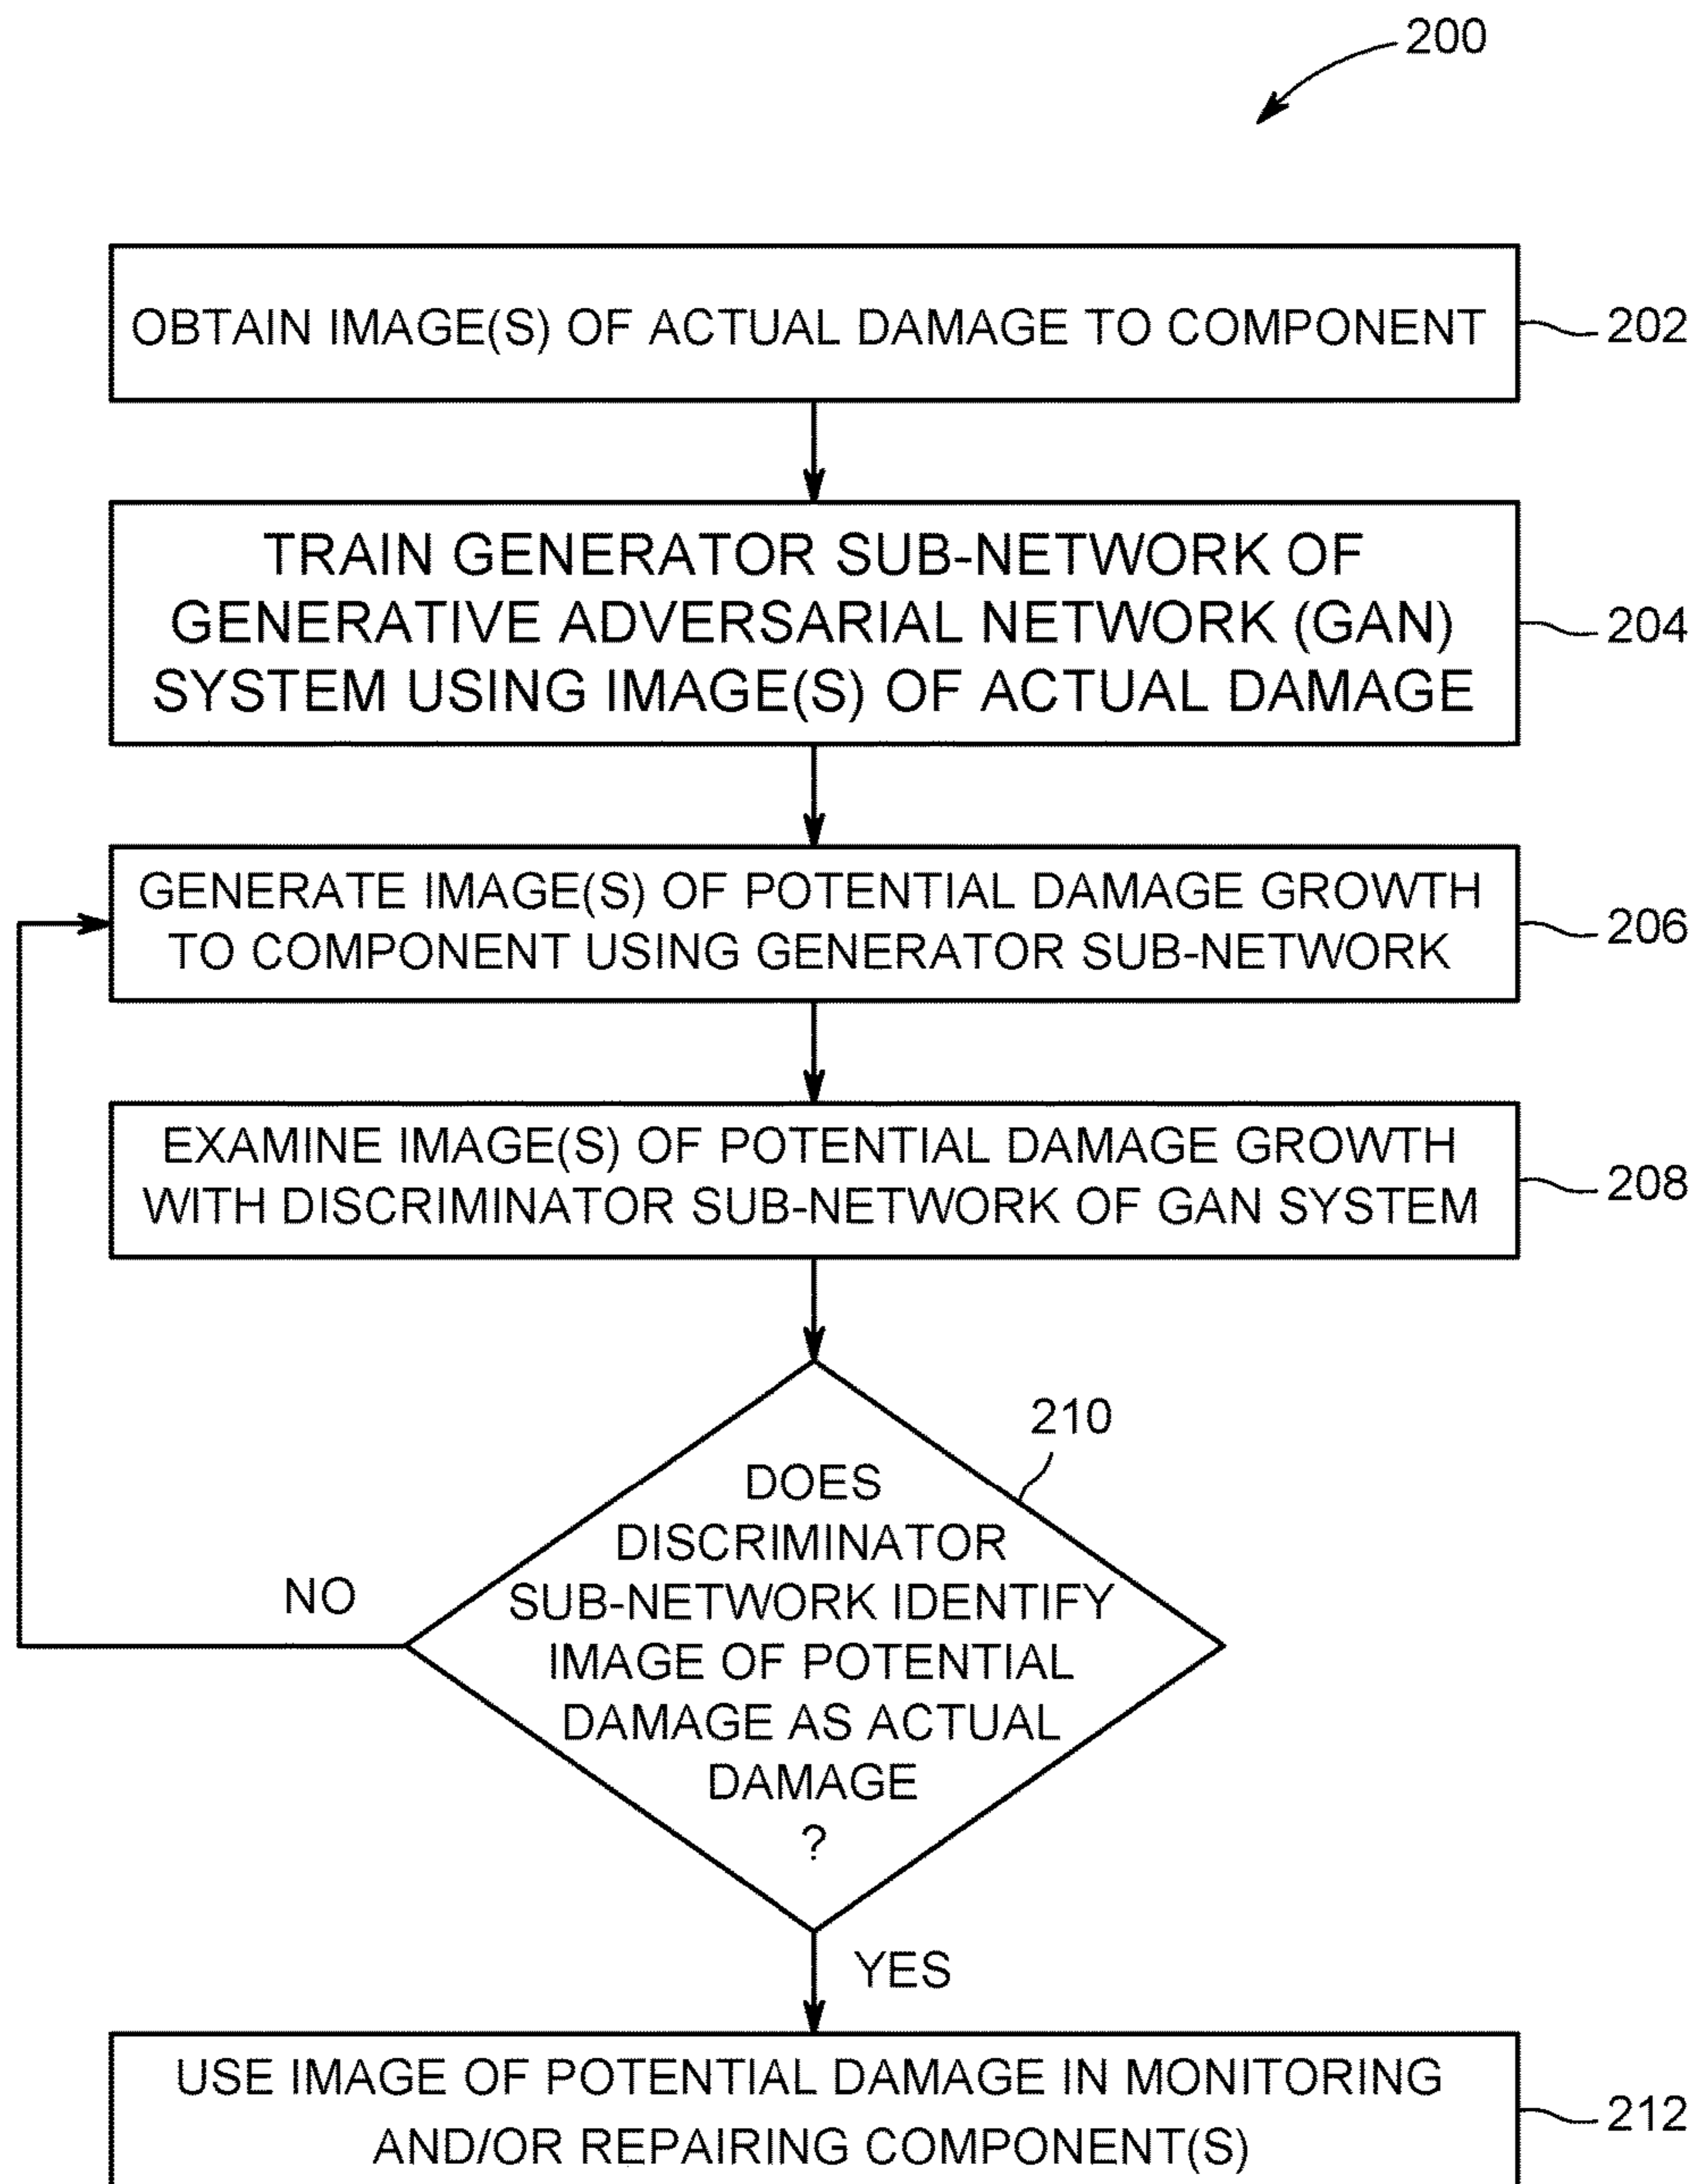 200
OBTAIN IMAGE(S) OF ACTUAL DAMAGE TO COMPONENT
202
TRAIN GENERATOR SUB-NETWORK OF
GENERATIVE ADVERSARIAL NETWORK (GAN)
SYSTEM USING IMAGE(S) OF ACTUAL DAMAGE
204
GENERATE IMAGE(S) OF POTENTIAL DAMAGE GROWTH
TO COMPONENT USING GENERATOR SUB-NETWORK
206
EXAMINE IMAGE(S) OF POTENTIAL DAMAGE GROWTH
WITH DISCRIMINATOR SUB-NETWORK OF GAN SYSTEM
208
210
DOES
DISCRIMINATOR
SUB-NETWORK IDENTIFY
IMAGE OF POTENTIAL
DAMAGE AS ACTUAL
DAMAGE
?
NO
YES
USE IMAGE OF POTENTIAL DAMAGE IN MONITORING
AND/OR REPAIRING COMPONENT(S)
212